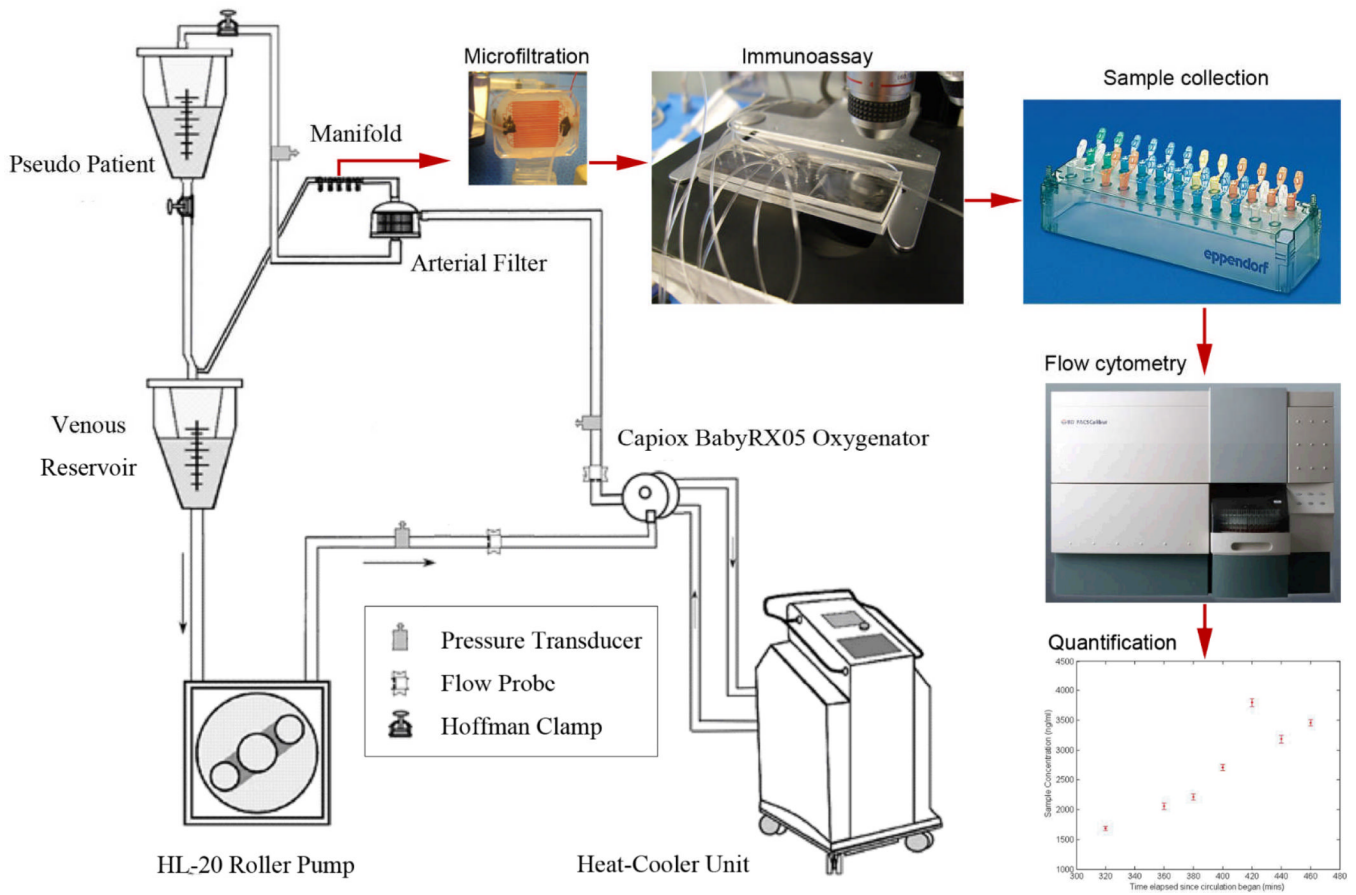 Microfiltration
Immunoassay
Sample collection
Manifold
Pseudo Patient
Arterial Filter
eppendorf
Flow cytometry
Venous
Reservoir
Capiox BabyRX05 Oxygenator
Pressure Transducer
Flow Probe
Hoffman Clamp
HL-20 Roller Pump
Heat-Cooler Unit
Quantification
4500
4000
3500
3000
2500
2000
1500
1000
Sample Concentration (ng/ml)
300 320 340 360 380 400 420 440 460 480
Time elapsed since circulation began (mins)